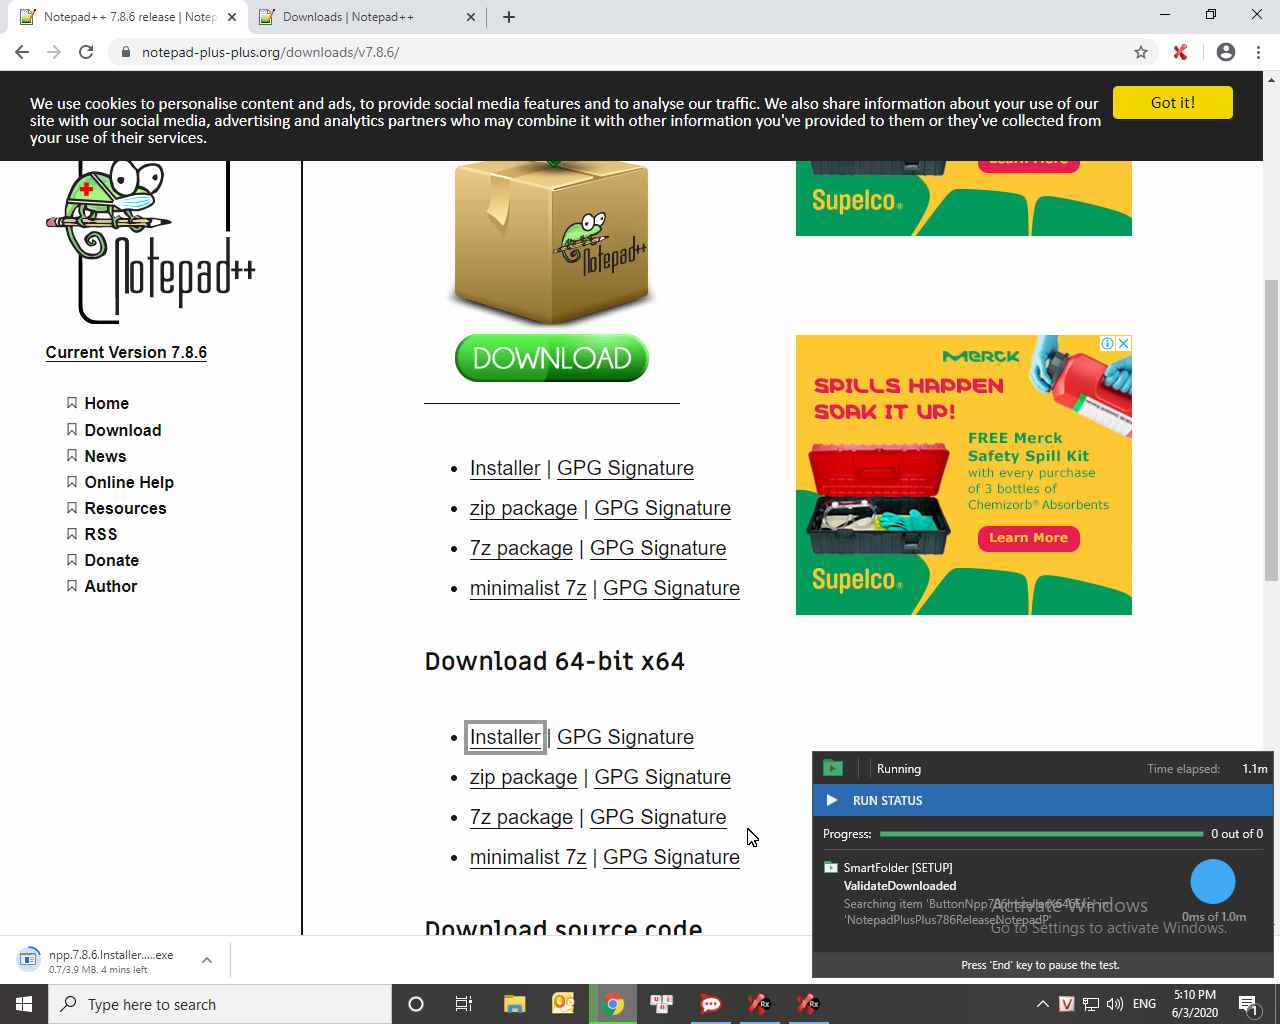 Notepad++ 7.8.6 release | Notep
Downloads | Notepad++
notepad-plus-plus.org/downloads/v7.8.6/
We use cookies to personalise content and ads, to provide social media features and to analyse our traffic. We also share information about your use of our
site with our social media, advertising and analytics partners who may combine it with other information you've provided to them or they've collected from
your use of their services.
Got it!
Notepad++
Current Version 7.8.6
Home
Download
News
Online Help
Resources
RSS
Donate
Author
Notepad++
DOWNLOAD
Installer | GPG Signature
zip package | GPG Signature
7z package | GPG Signature
minimalist 7z | GPG Signature
Download 64-bit x64
Installer | GPG Signature
zip package | GPG Signature
7z package | GPG Signature
minimalist 7z | GPG Signature
Download source code
Learn More
Supelco®
MERCK
SPILLS HAPPEN
SOAK IT UP!
FREE Merck
Safety Spill Kit
with every purchase
of 3 bottles of
Chemizorb® Absorbents
Learn More
Supelco®
Running
Time elapsed: 1.1m
RUN STATUS
Progress: 0 out of 0
SmartFolder [SETUP]
ValidateDownloaded
Searching item
'NotepadPlusPlus786ReleaseNotepadP'.
0ms of 1.0m
Activate Windows
Go to Settings to activate Windows.
Press 'End' key to pause the test.
npp.7.8.6.Installer.....exe
0.7/3.9 MB, 4 mins left
Type here to search
ENG
5:10 PM
6/3/2020
1